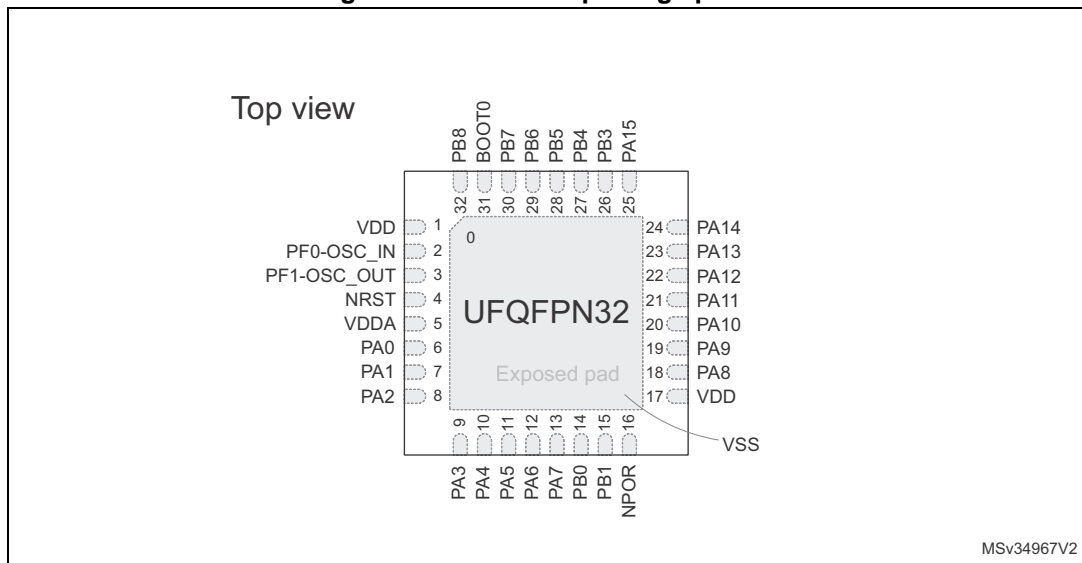 Top view
PB8
BOOT0
PB7
PB6
PB5
PB4
PB3
PA15
32
31
30
29
28
27
26
25
VDD 1
PF0-OSC_IN 2
PF1-OSC_OUT 3
NRST 4
VDDA 5
PA0 6
PA1 7
PA2 8
0
UFQFPN32
Exposed pad
24 PA14
23 PA13
22 PA12
21 PA11
20 PA10
19 PA9
18 PA8
17 VDD
VSS
9
10
11
12
13
14
15
16
PA3
PA4
PA5
PA6
PA7
PB0
PB1
NPOR
MSv34967V2